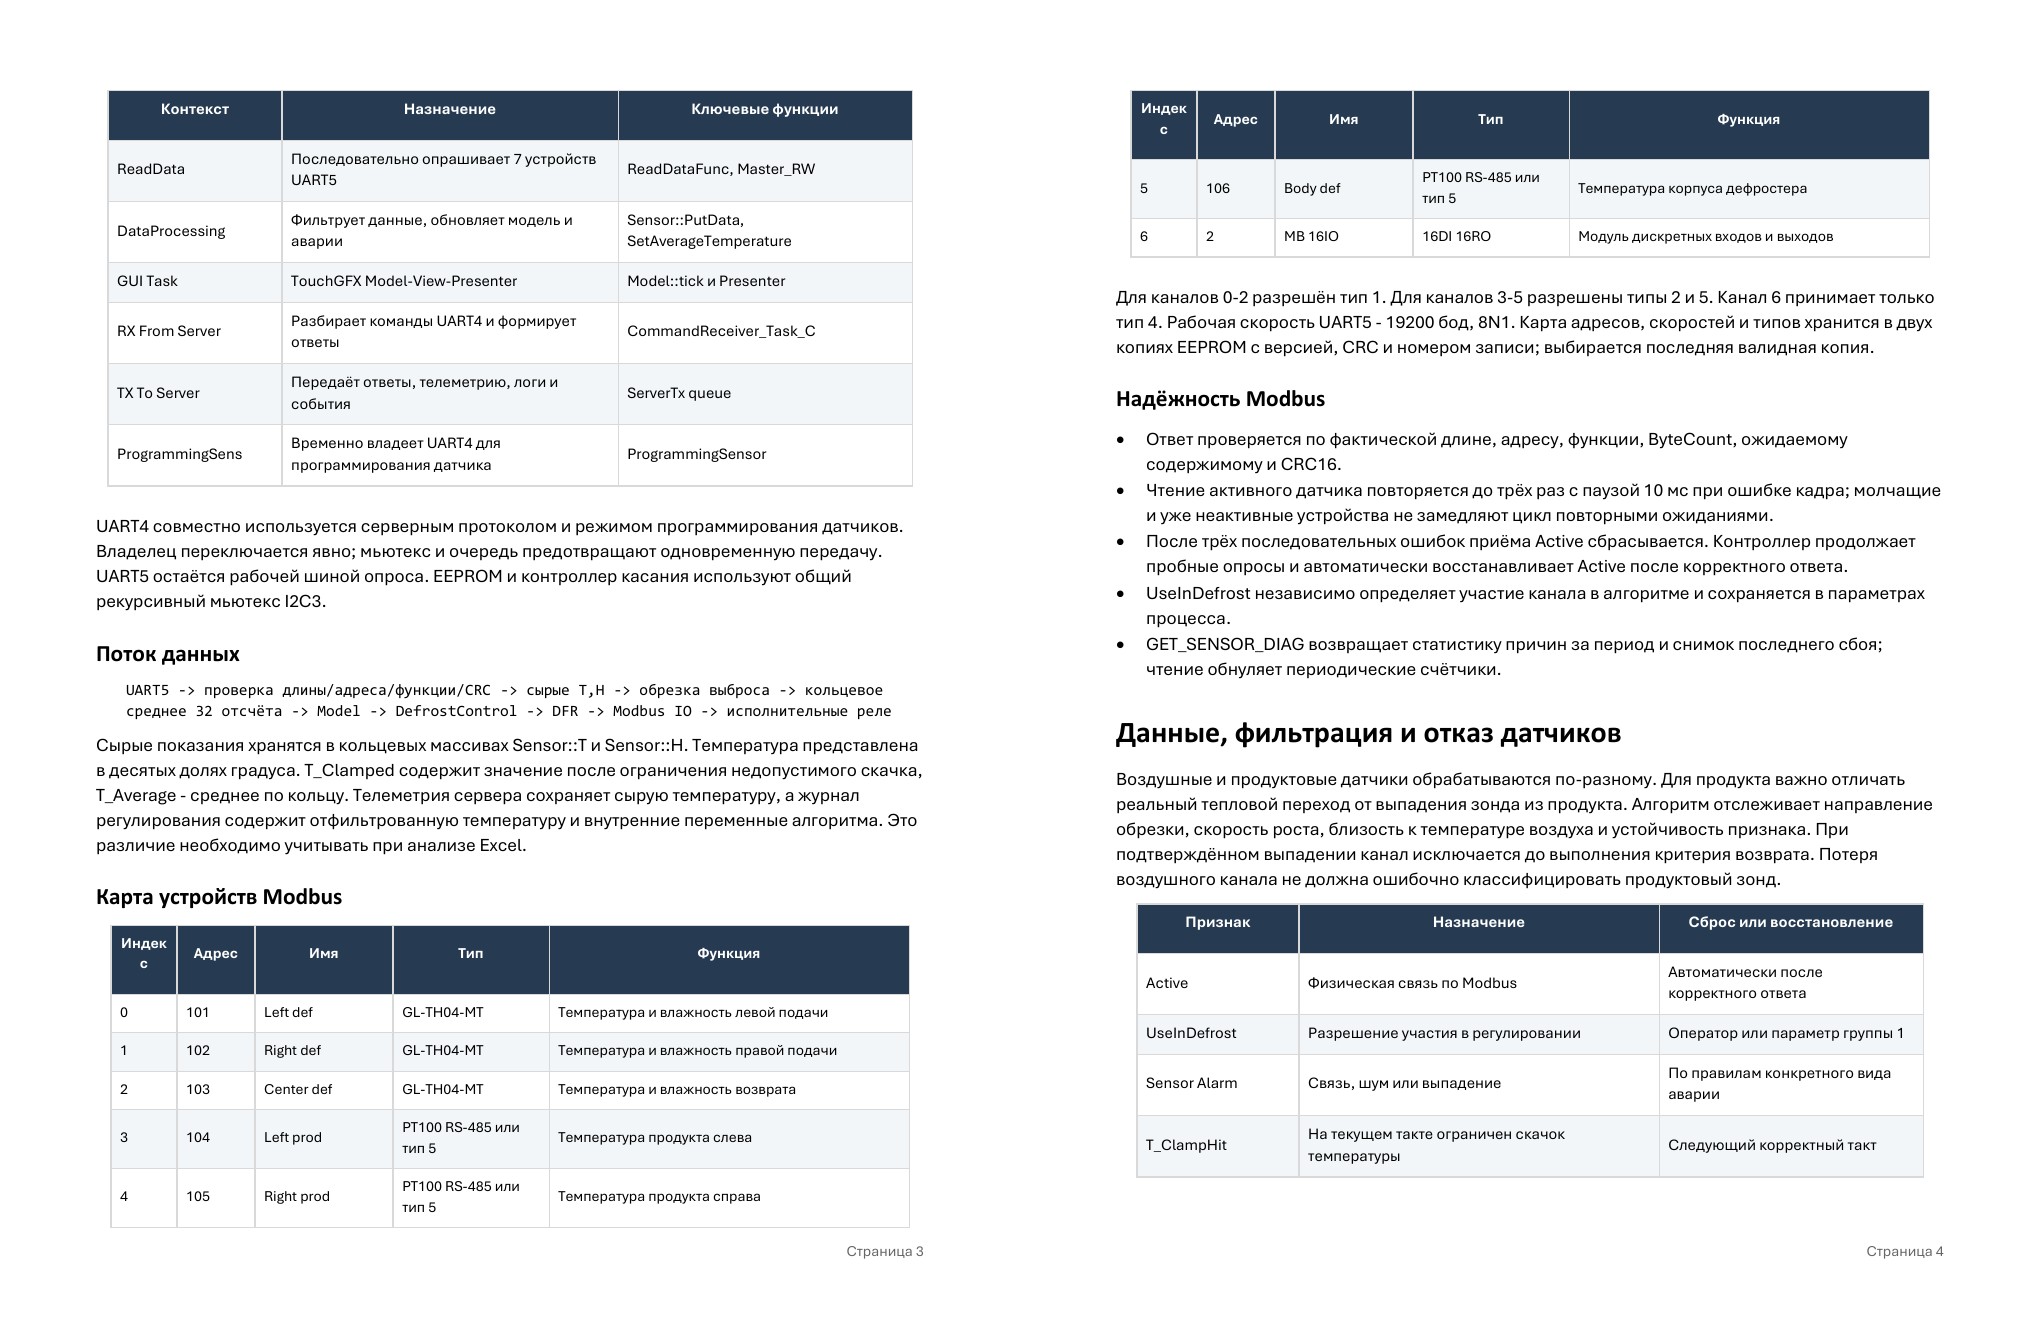 Контекст Назначение Ключевые функции
ReadData Последовательно опрашивает 7 устройств UART5 ReadDataFunc, Master_RW
DataProcessing Фильтрует данные, обновляет модель и аварии Sensor::PutData, SetAverageTemperature
GUI Task TouchGFX Model-View-Presenter Model::tick и Presenter
RX From Server Разбирает команды UART4 и формирует ответы CommandReceiver_Task_C
TX To Server Передаёт ответы, телеметрию, логи и события ServerTx queue
ProgrammingSens Временно владеет UART4 для программирования датчика ProgrammingSensor
UART4 совместно используется серверным протоколом и режимом программирования датчиков.
Владелец переключается явно; мьютекс и очередь предотвращают одновременную передачу.
UART5 остаётся рабочей шиной опроса. EEPROM и контроллер касания используют общий
рекурсивный мьютекс I2C3.
Поток данных
UART5 -> проверка длины/адреса/функции/CRC -> сырые T,H -> обрезка выброса -> кольцевое
среднее 32 отсчёта -> Model -> DefrostControl -> DFR -> Modbus IO -> исполнительные реле
Сырые показания хранятся в кольцевых массивах Sensor::T и Sensor::H. Температура представлена
в десятых долях градуса. T_Clamped содержит значение после ограничения недопустимого скачка,
T_Average - среднее по кольцу. Телеметрия сервера сохраняет сырую температуру, а журнал
регулирования содержит отфильтрованную температуру и внутренние переменные алгоритма. Это
различие необходимо учитывать при анализе Excel.
Карта устройств Modbus
Индекс Адрес Имя Тип Функция
0 101 Left def GL-TH04-MT Температура и влажность левой подачи
1 102 Right def GL-TH04-MT Температура и влажность правой подачи
2 103 Center def GL-TH04-MT Температура и влажность возврата
3 104 Left prod PT100 RS-485 или тип 5 Температура продукта слева
4 105 Right prod PT100 RS-485 или тип 5 Температура продукта справа
Страница 3
Индекс Адрес Имя Тип Функция
5 106 Body def PT100 RS-485 или тип 5 Температура корпуса дефростера
6 2 MB 16IO 16DI 16RO Модуль дискретных входов и выходов
Для каналов 0-2 разрешён тип 1. Для каналов 3-5 разрешены типы 2 и 5. Канал 6 принимает только
тип 4. Рабочая скорость UART5 - 19200 бод, 8N1. Карта адресов, скоростей и типов хранится в двух
копиях EEPROM с версией, CRC и номером записи; выбирается последняя валидная копия.
Надёжность Modbus
• Ответ проверяется по фактической длине, адресу, функции, ByteCount, ожидаемому
содержимому и CRC16.
• Чтение активного датчика повторяется до трёх раз с паузой 10 мс при ошибке кадра; молчащие
и уже неактивные устройства не замедляют цикл повторными ожиданиями.
• После трёх последовательных ошибок приёма Active сбрасывается. Контроллер продолжает
пробные опросы и автоматически восстанавливает Active после корректного ответа.
• UseInDefrost независимо определяет участие канала в алгоритме и сохраняется в параметрах
процесса.
• GET_SENSOR_DIAG возвращает статистику причин за период и снимок последнего сбоя;
чтение обнуляет периодические счётчики.
Данные, фильтрация и отказ датчиков
Воздушные и продуктовые датчики обрабатываются по-разному. Для продукта важно отличать
реальный тепловой переход от выпадения зонда из продукта. Алгоритм отслеживает направление
обрезки, скорость роста, близость к температуре воздуха и устойчивость признака. При
подтверждённом выпадении канал исключается до выполнения критерия возврата. Потеря
воздушного канала не должна ошибочно классифицировать продуктовый зонд.
Признак Назначение Сброс или восстановление
Active Физическая связь по Modbus Автоматически после корректного ответа
UseInDefrost Разрешение участия в регулировании Оператор или параметр группы 1
Sensor Alarm Связь, шум или выпадение По правилам конкретного вида аварии
T_ClampHit На текущем такте ограничен скачок температуры Следующий корректный такт
Страница 4